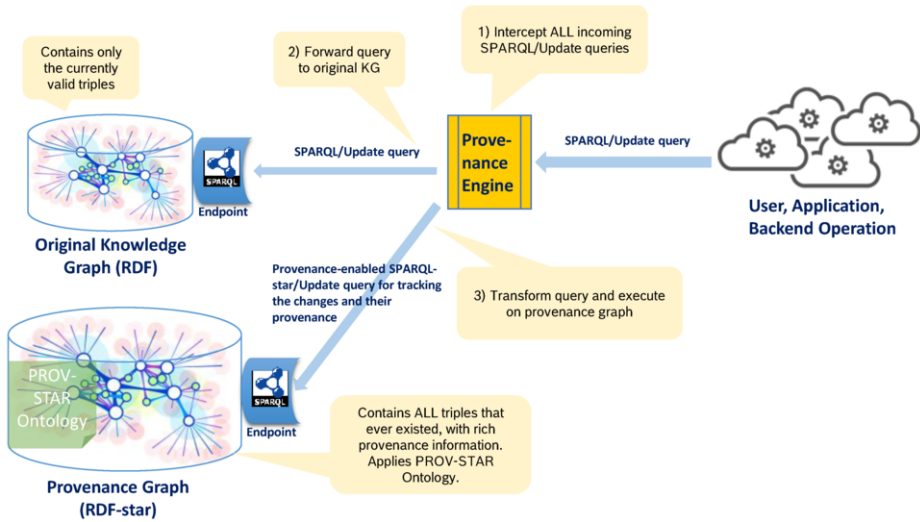 1) Intercept ALL incoming
SPARQL/Update queries
2) Forward query
to original KG
Contains only
the currently
valid triples
SPARQL
Endpoint
SPARQL/Update query
Prove-
nance
Engine
SPARQL/Update query
User, Application,
Backend Operation
Original Knowledge
Graph (RDF)
Provenance-enabled SPARQL-
star/Update query for tracking
the changes and their
provenance
3) Transform query and execute
on provenance graph
PROV-
STAR
Ontology
SPARQL
Endpoint
Contains ALL triples that
ever existed, with rich
provenance information.
Applies PROV-STAR
Ontology.
Provenance Graph
(RDF-star)